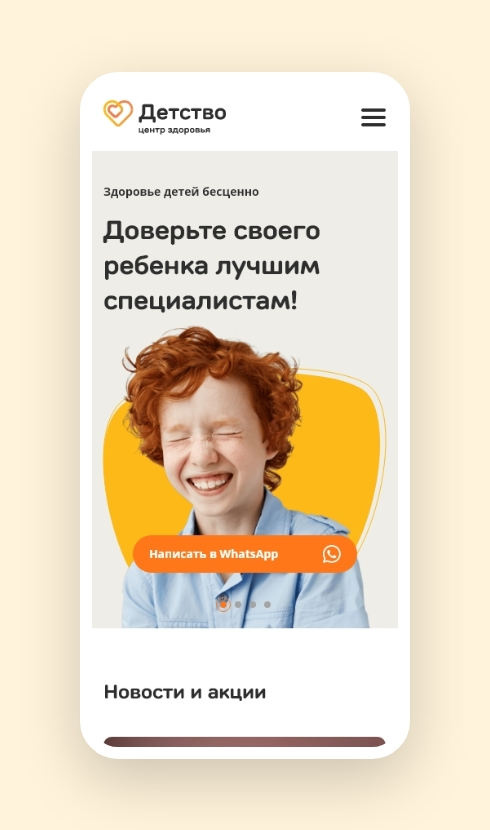 Детство
центр здоровья
Здоровье детей бесценно
Доверьте своего
ребенка лучшим
специалистам!
Написать в WhatsApp
Новости и акции